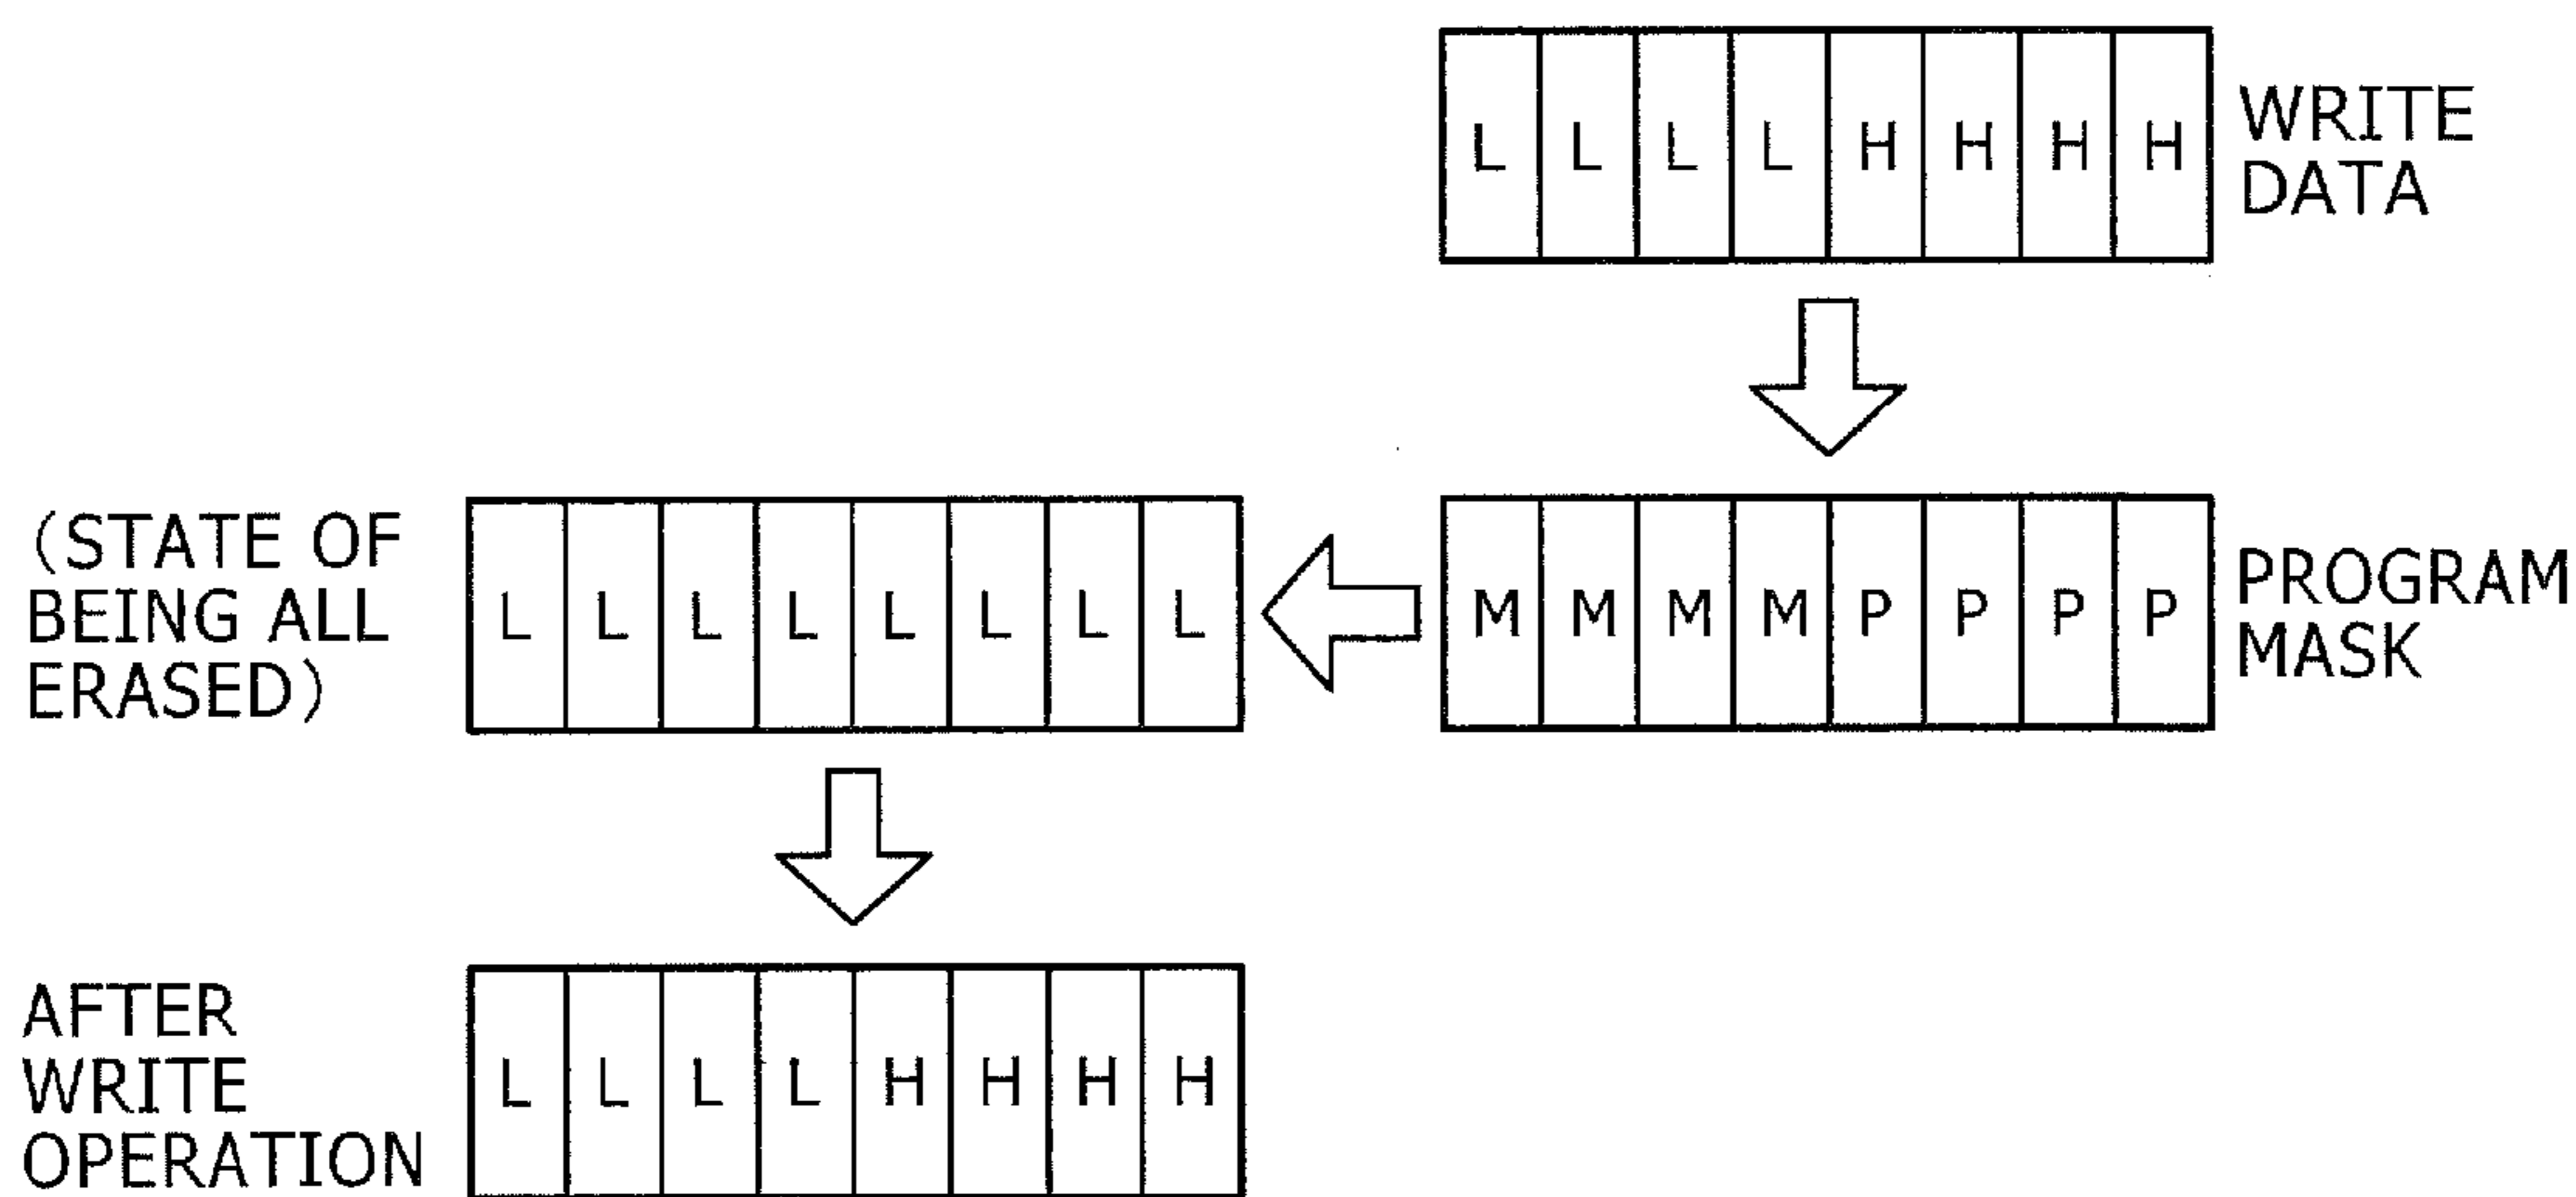 L L L L H H H H
WRITE
DATA
(STATE OF
BEING ALL
ERASED)
L L L L L L L L
M M M M P P P P
PROGRAM
MASK
AFTER
WRITE
OPERATION
L L L L H H H H